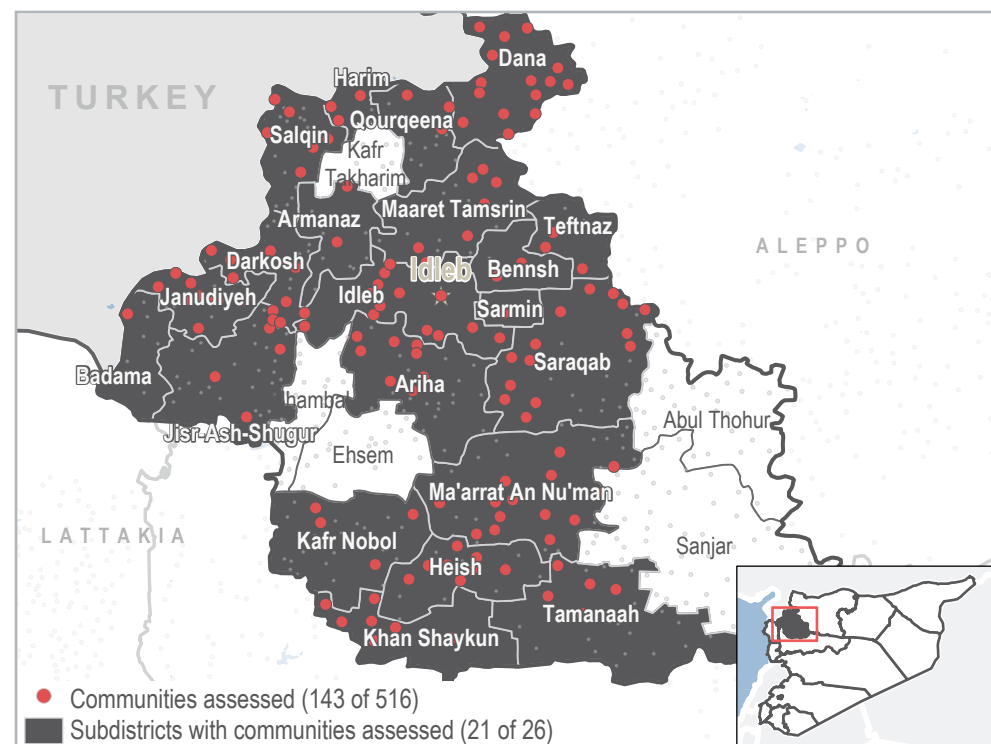 Dana
Harim
TURKEY
Qourqeena
Salqin
Kafr
Takharim
Maaret Tamsrin
Armanaz
Teftnaz
ALEPPO
Darkosh
Idleb
Bennsh
Janudiyeh
Idleb
Sarmin
Saraqab
Badama
Ariha
hambal
Abul Thohur
Jisr-Ash-Shugur
Ehsem
Ma'arrat An Nu'man
LATTAKIA
Kafr Nobol
Sanjar
Heish
Tamanaah
Khan Shaykun
Communities assessed (143 of 516)
Subdistricts with communities assessed (21 of 26)